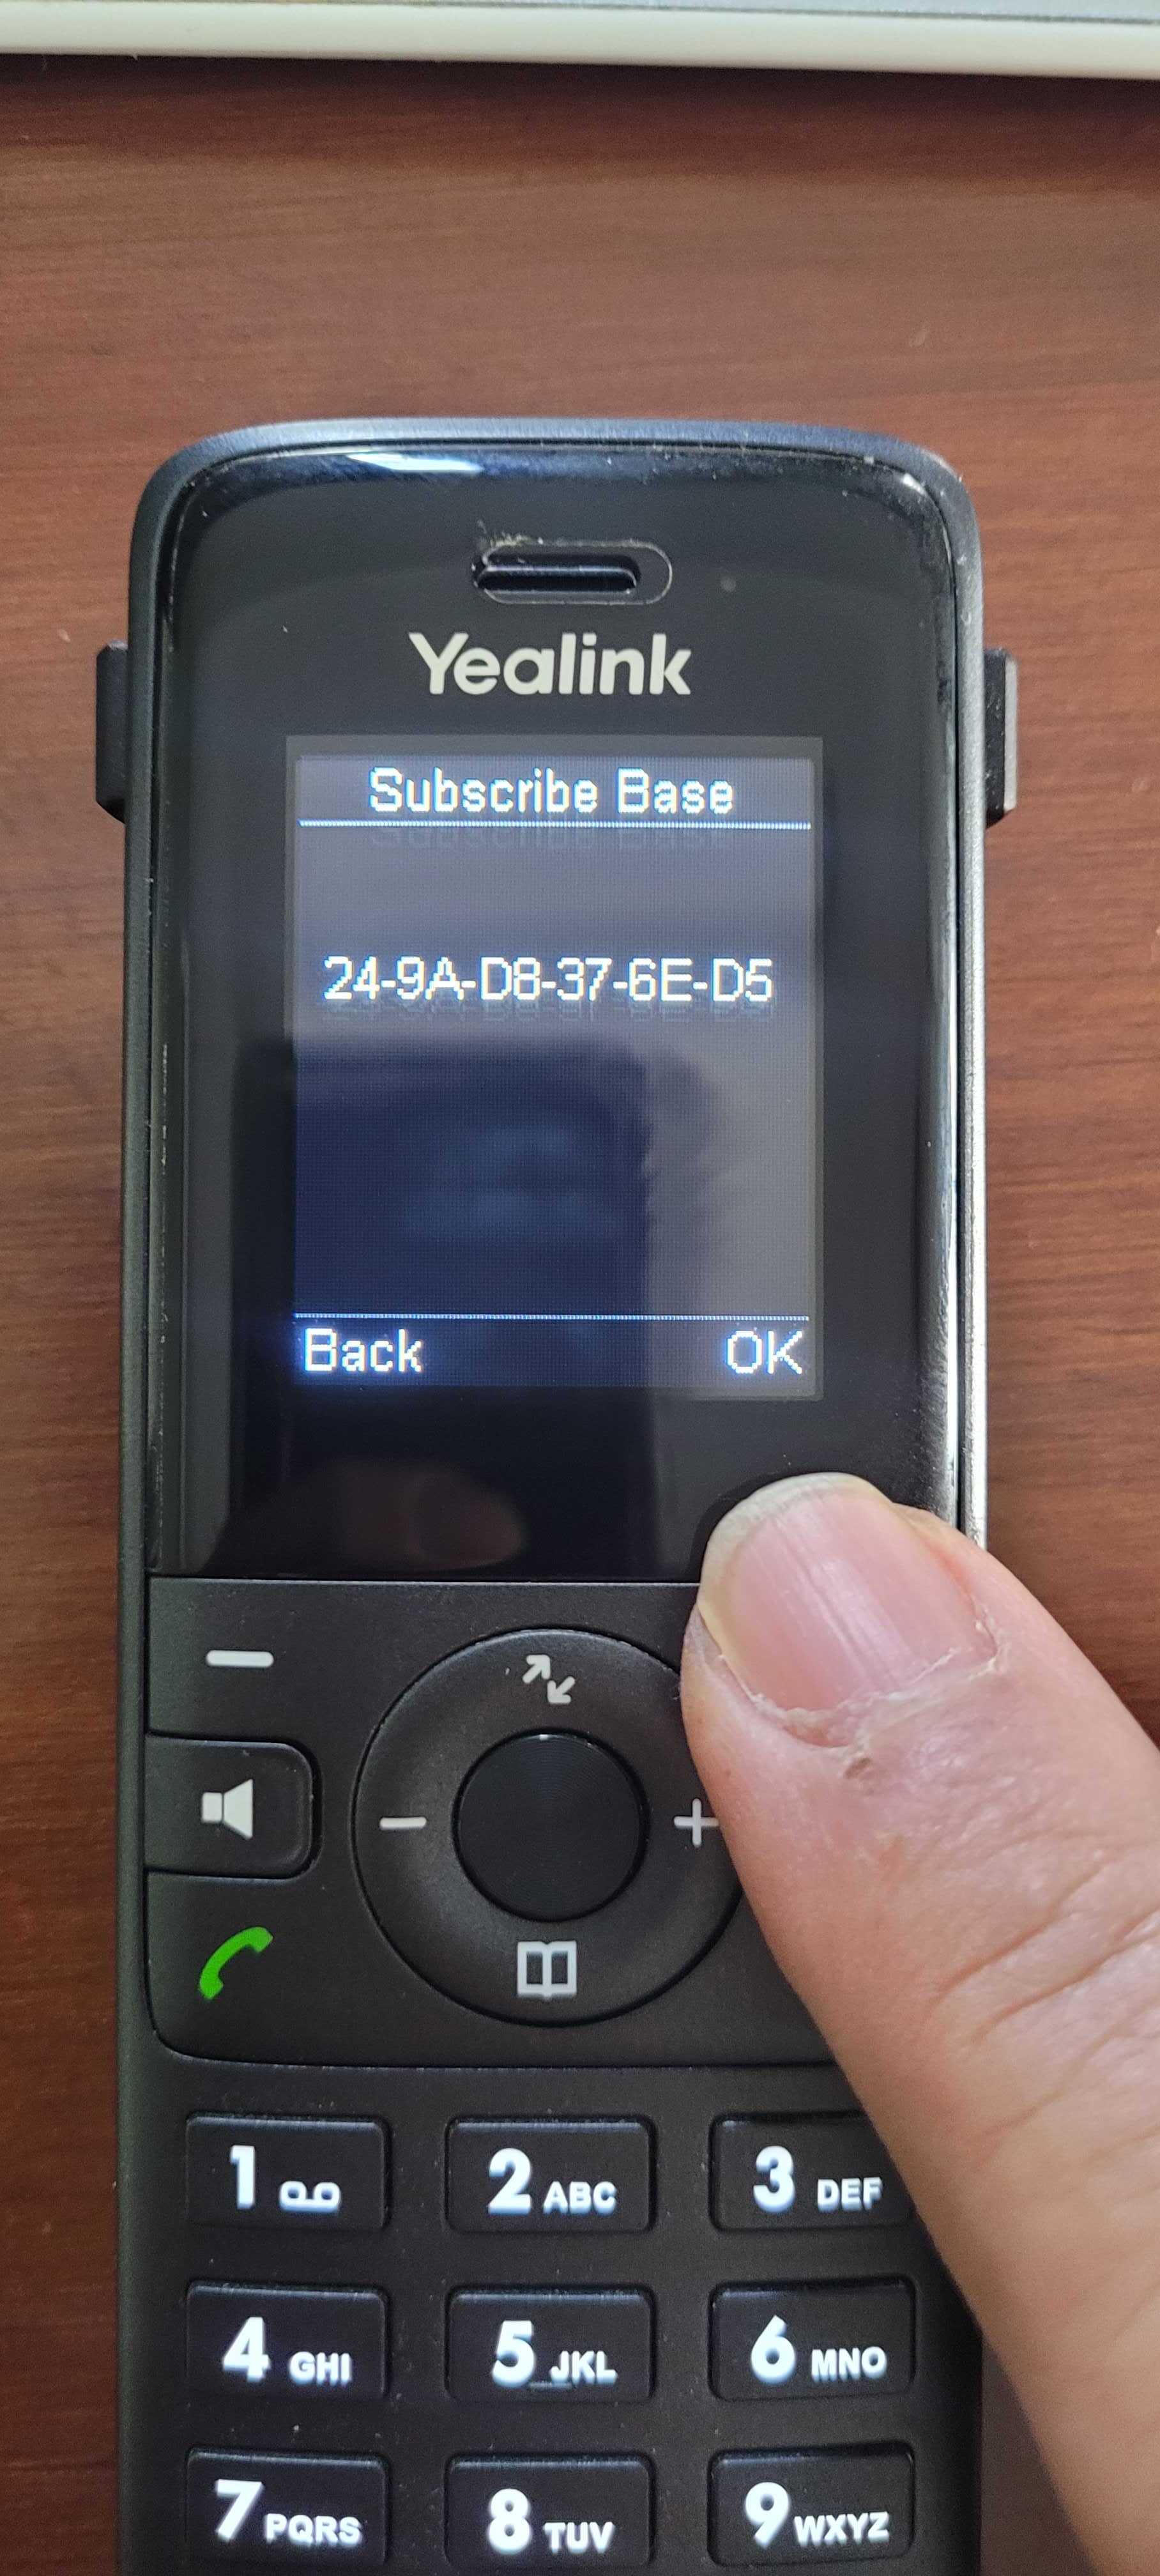 Yealink
Subscribe Base
24-9A-D8-37-6E-D5
Back OK
1
2 ABC
3 DEF
4 GHI
5 JKL
6 MNO
7 PQRS
8 TUV
9 WXYZ